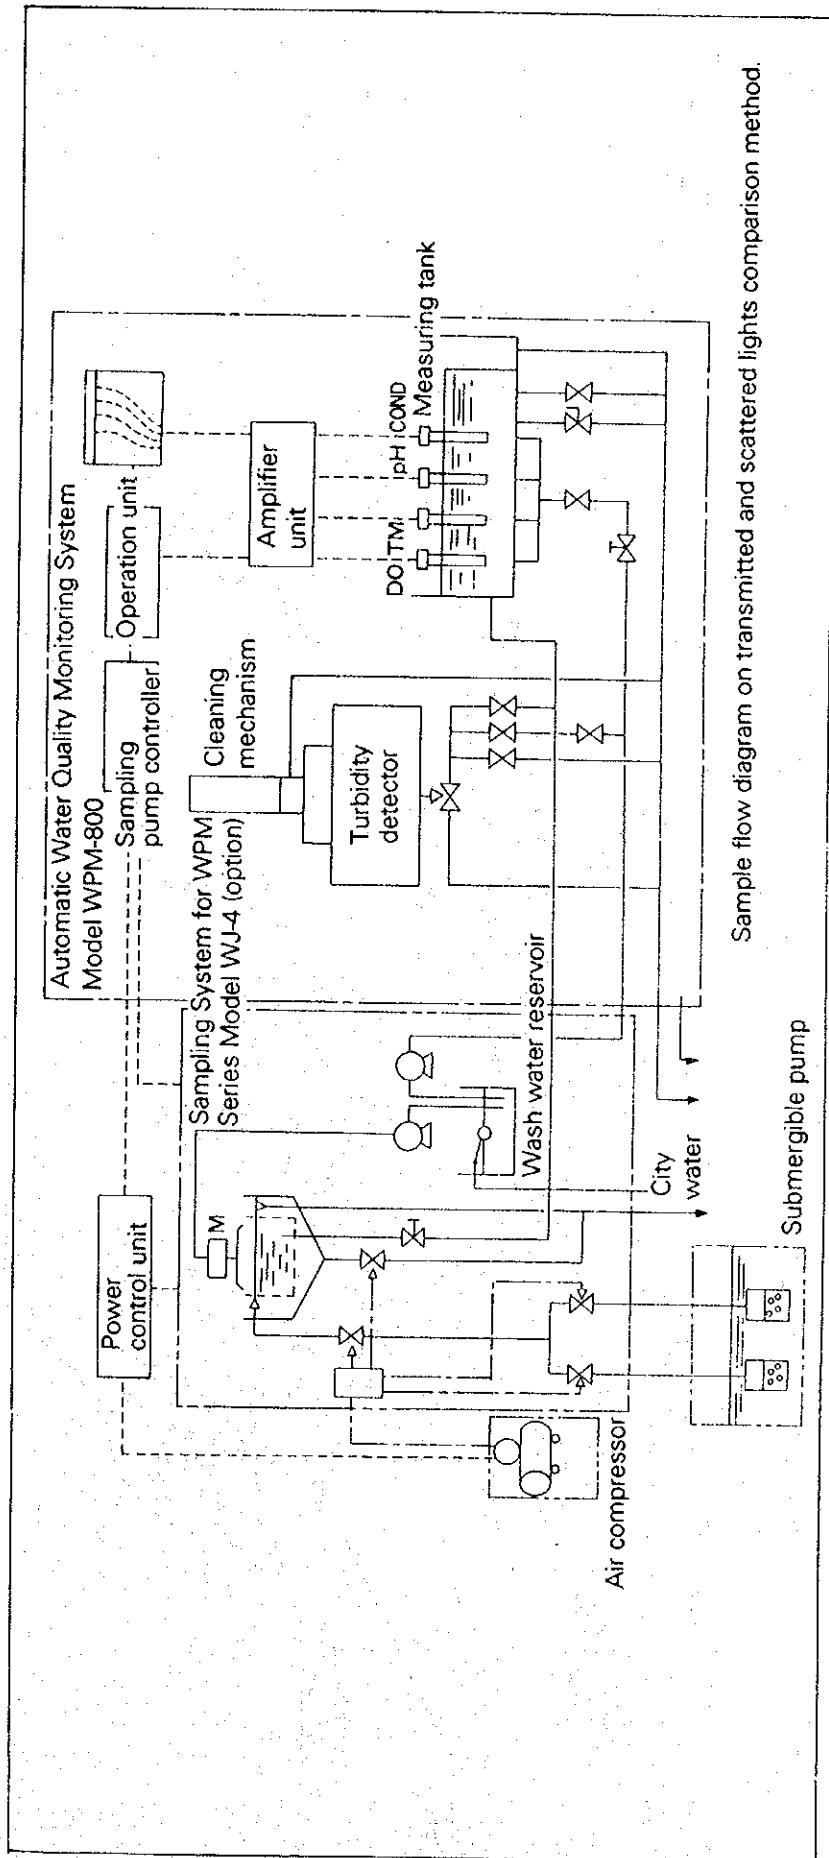 Automatic Water Quality Monitoring System
Model WPM-800
Power
control unit
Sampling
pump controller
Operation unit
Sampling System for WPM
Series Model WJ-4 (option)
M
Cleaning
mechanism
Turbidity
detector
Amplifier
unit
DO TM. pH COND
Measuring tank
Wash water reservoir
City
water
Air compressor
Submergible pump
Sample flow diagram on transmitted and scattered lights comparison method.